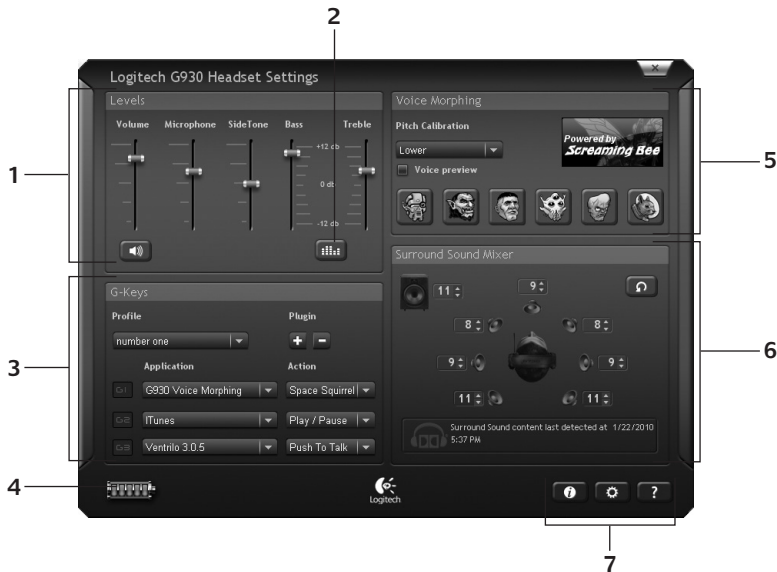 2
Logitech G930 Headset Settings
Levels
Volume Microphone SideTone Bass Treble
+12 db
0 db
-12 db
1
Voice Morphing
Pitch Calibration
Lower
Voice preview
Powered by
Screaming Bee
5
G-Keys
Profile Plugin
number one
Application Action
G1 G930 Voice Morphing Space Squirrel
G2 ITunes Play / Pause
G3 Ventrilo 3.0.5 Push To Talk
3
Surround Sound Mixer
11 9
8 8
9 9
11 11
Surround Sound content last detected at 1/22/2010
5:37 PM
6
4
Logitech
i ?
7